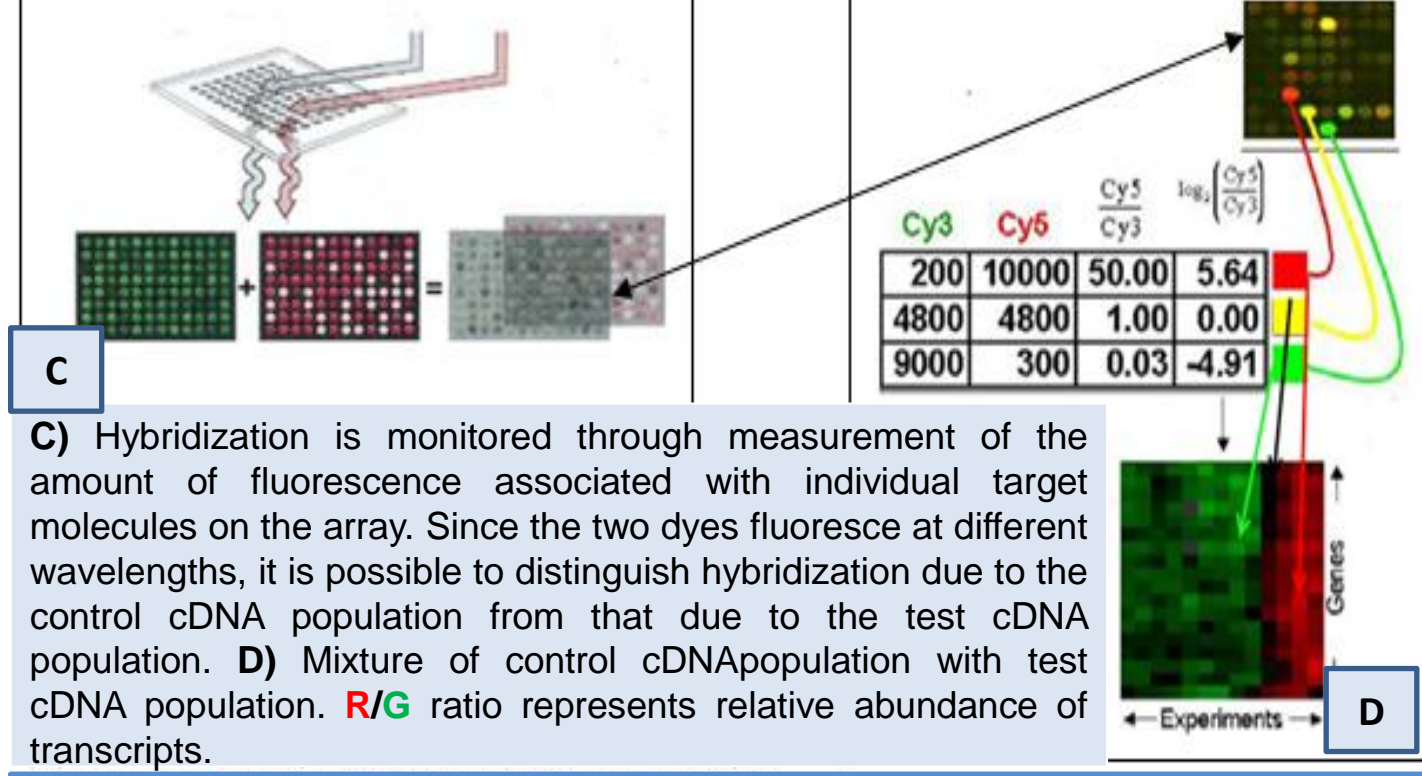 + =
C
Cy3 Cy5 Cy5/Cy3 log₂(Cy5/Cy3)
200 10000 50.00 5.64
4800 4800 1.00 0.00
9000 300 0.03 -4.91
C) Hybridization is monitored through measurement of the
amount of fluorescence associated with individual target
molecules on the array. Since the two dyes fluoresce at different
wavelengths, it is possible to distinguish hybridization due to the
control cDNA population from that due to the test cDNA
population. D) Mixture of control cDNApopulation with test
cDNA population. R/G ratio represents relative abundance of
transcripts.
Genes
Experiments
D